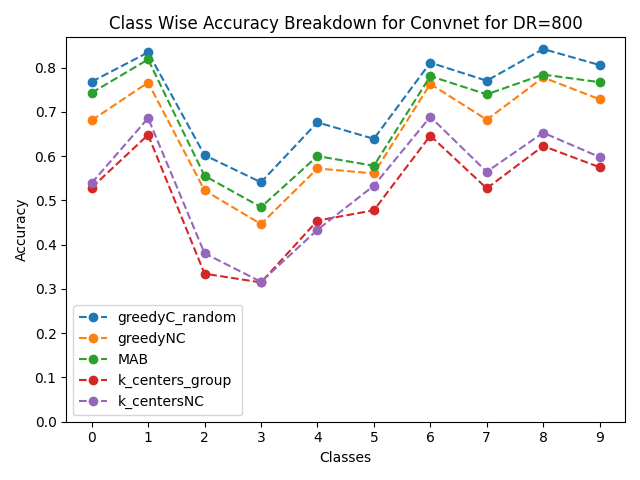 Class Wise Accuracy Breakdown for Convnet for DR=800
Accuracy
0.8
0.7
0.6
0.5
0.4
0.3
0.2
0.1
0.0
greedyC_random
greedyNC
MAB
k_centers_group
k_centersNC
0 1 2 3 4 5 6 7 8 9
Classes